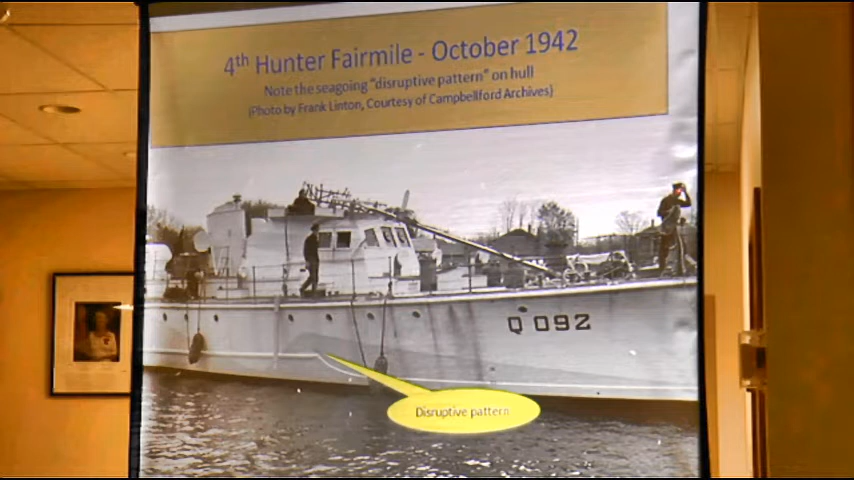 4th Hunter Fairmile - October 1942
Note the seagoing "disruptive pattern" on hull
(Photo by Frank Linton, Courtesy of Campbellford Archives)
Q 092
Disruptive pattern